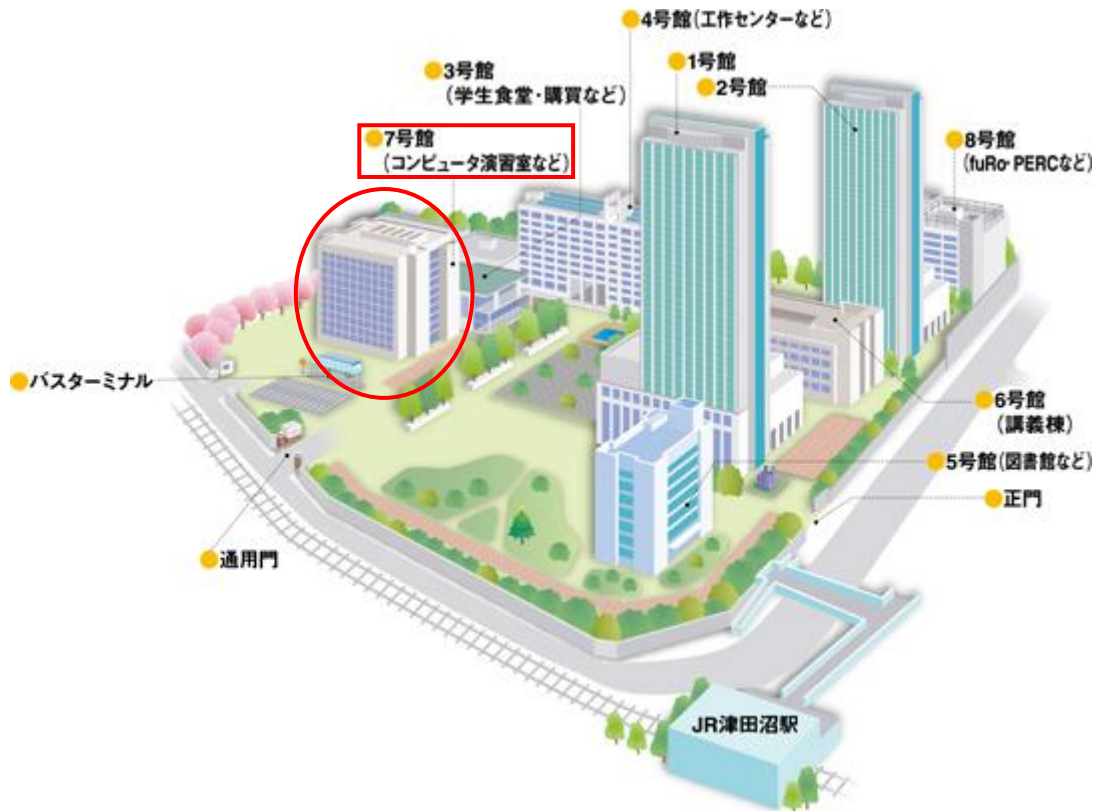 4号館(工作センターなど)
1号館
3号館
(学生食堂・購買など)
2号館
7号館
(コンピュータ演習室など)
8号館
(fuRo・PERCなど)
バスターミナル
6号館
(講義棟)
5号館(図書館など)
正門
通用門
JR津田沼駅